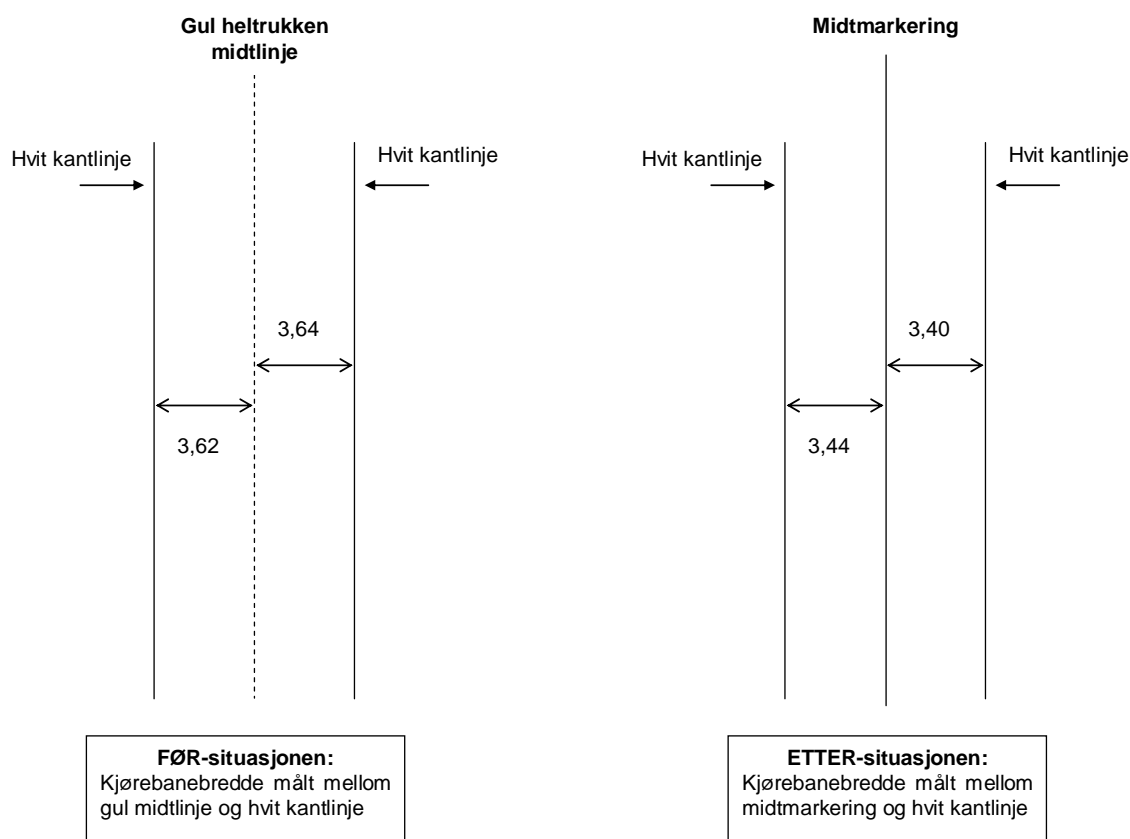 Gul heltrukken
midtlinje
Midtmarkering
Hvit kantlinje
Hvit kantlinje
Hvit kantlinje
Hvit kantlinje
3,64
3,62
3,40
3,44
FØR-situasjonen:
Kjørebanebredde målt mellom
gul midtlinje og hvit kantlinje
ETTER-situasjonen:
Kjørebanebredde målt mellom
midtmarkering og hvit kantlinje